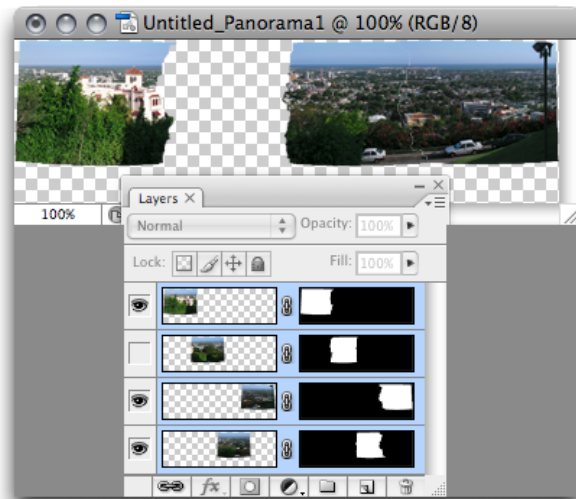 Untitled_Panorama1 @ 100% (RGB/8)
100%
Layers ×
Normal Opacity: 100%
Lock: Fill: 100%
fx